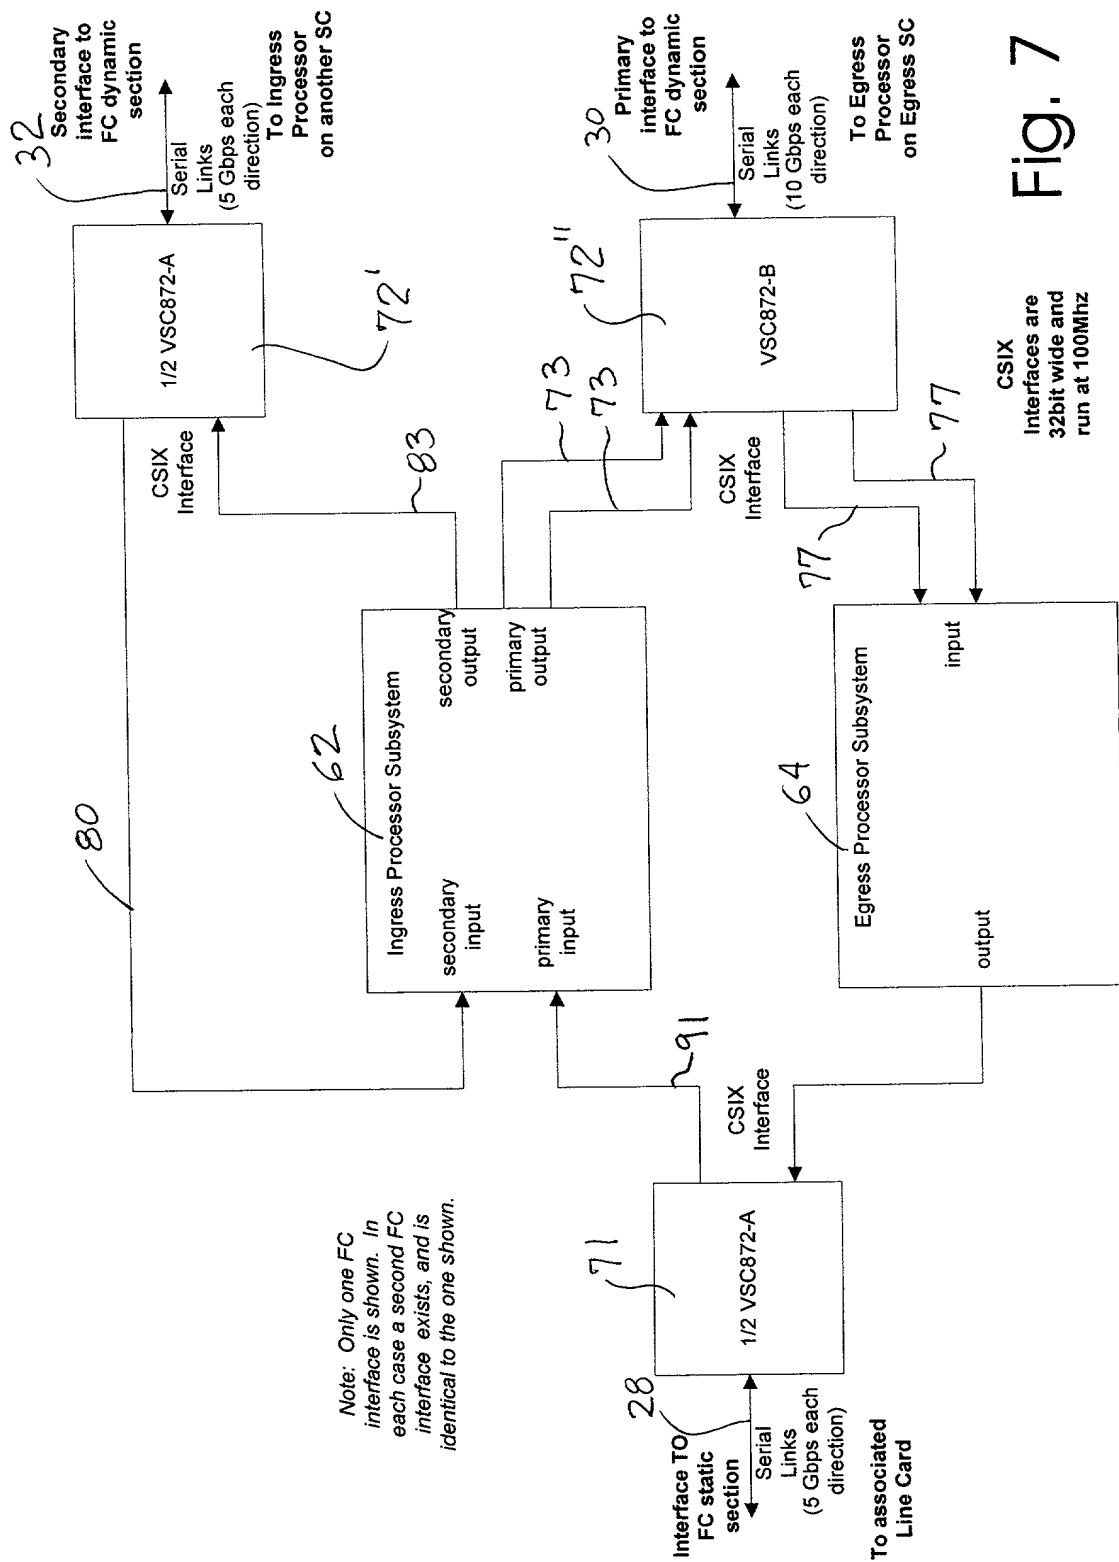 Secondary
interface to
FC dynamic
section
32
Serial
Links
(5 Gbps each
direction)
To Ingress
Processor
on another SC
1/2 VSC872-A
72'
CSIX
Interface
80
83
Note: Only one FC
interface is shown. In
each case a second FC
interface exists, and is
identical to the one shown.
Ingress Processor Subsystem
62
secondary
input
primary
input
secondary
output
primary
output
73
73
Primary
interface to
FC dynamic
section
30
Serial
Links
(10 Gbps each
direction)
To Egress
Processor
on Egress SC
72"
VSC872-B
CSIX
Interface
77
77
Interface TO
FC static
section
28
Serial
Links
(5 Gbps each
direction)
To associated
Line Card
71
1/2 VSC872-A
91
CSIX
Interface
Egress Processor Subsystem
64
output
input
CSIX
Interfaces are
32bit wide and
run at 100Mhz
Fig. 7